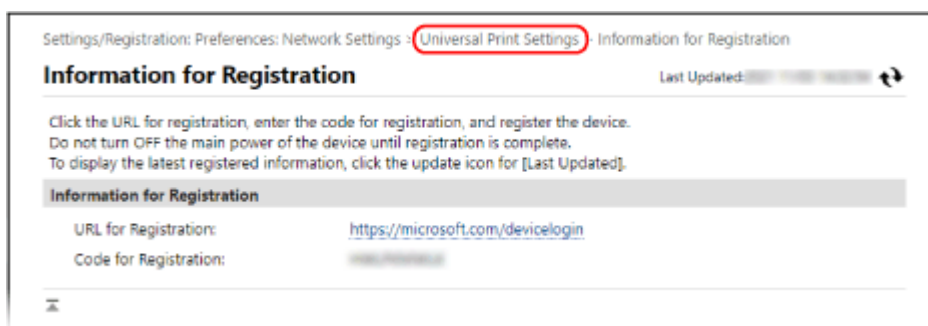 Settings/Registration: Preferences: Network Settings > Universal Print Settings > Information for Registration
Information for Registration
Last Updated:
Click the URL for registration, enter the code for registration, and register the device.
Do not turn OFF the main power of the device until registration is complete.
To display the latest registered information, click the update icon for [Last Updated].
Information for Registration
URL for Registration: https://microsoft.com/devicelogin
Code for Registration: